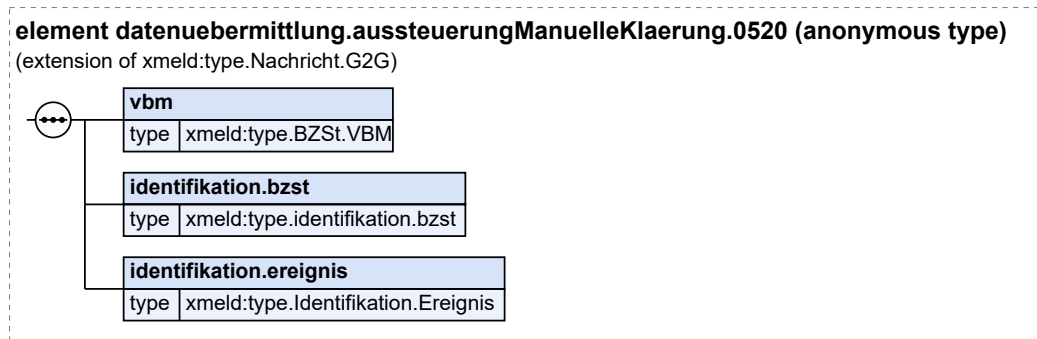 element datenuebermittlung.aussteuerungManuelleKlaerung.0520 (anonymous type)
(extension of xmeld:type.Nachricht.G2G)
vbm
type xmeld:type.BZSt.VBM
identifikation.bzst
type xmeld:type.identifikation.bzst
identifikation.ereignis
type xmeld:type.Identifikation.Ereignis